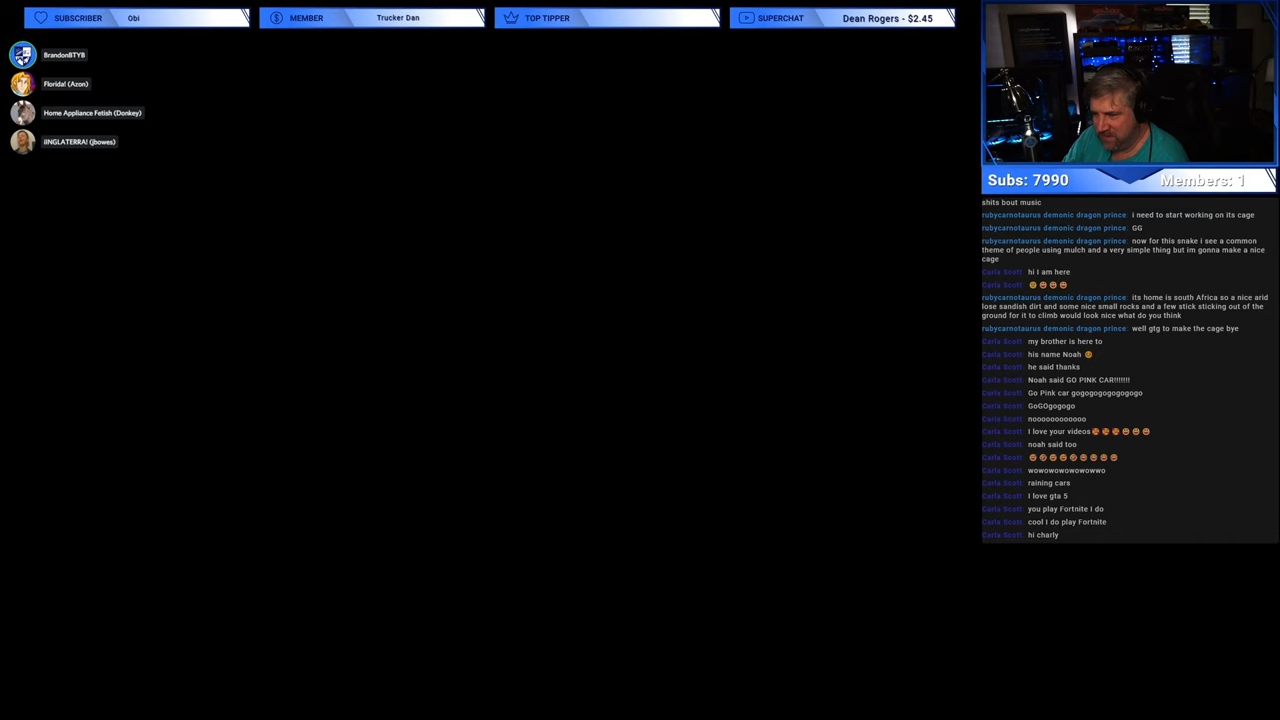 SUBSCRIBER Obi
MEMBER Trucker Dan
TOP TIPPER
SUPERCHAT Dean Rogers - $2.45
BrandonBTYB
Florida! (Azon)
Home Appliance Fetish (Donkey)
iINGLATERRA! (jbowes)
Subs: 7990
Members: 1
shits bout music
rubycarnotaurus demonic dragon prince: i need to start working on its cage
rubycarnotaurus demonic dragon prince: GG
rubycarnotaurus demonic dragon prince: now for this snake i see a common
theme of people using mulch and a very simple thing but im gonna make a nice
cage
Carla Scott: hi I am here
Carla Scott:
rubycarnotaurus demonic dragon prince: its home is south Africa so a nice arid
lose sandish dirt and some nice small rocks and a few stick sticking out of the
ground for it to climb would look nice what do you think
rubycarnotaurus demonic dragon prince: well gtg to make the cage bye
Carla Scott: my brother is here to
Carla Scott: his name Noah
Carla Scott: he said thanks
Carla Scott: Noah said GO PINK CAR!!!!!!!
Carla Scott: Go Pink car gogogogogogogogo
Carla Scott: GoGOgogogo
Carla Scott: noooooooooooo
Carla Scott: I love your videos
Carla Scott: noah said too
Carla Scott:
Carla Scott: wowowowowowowwo
Carla Scott: raining cars
Carla Scott: I love gta 5
Carla Scott: you play Fortnite I do
Carla Scott: cool I do play Fortnite
Carla Scott: hi charly